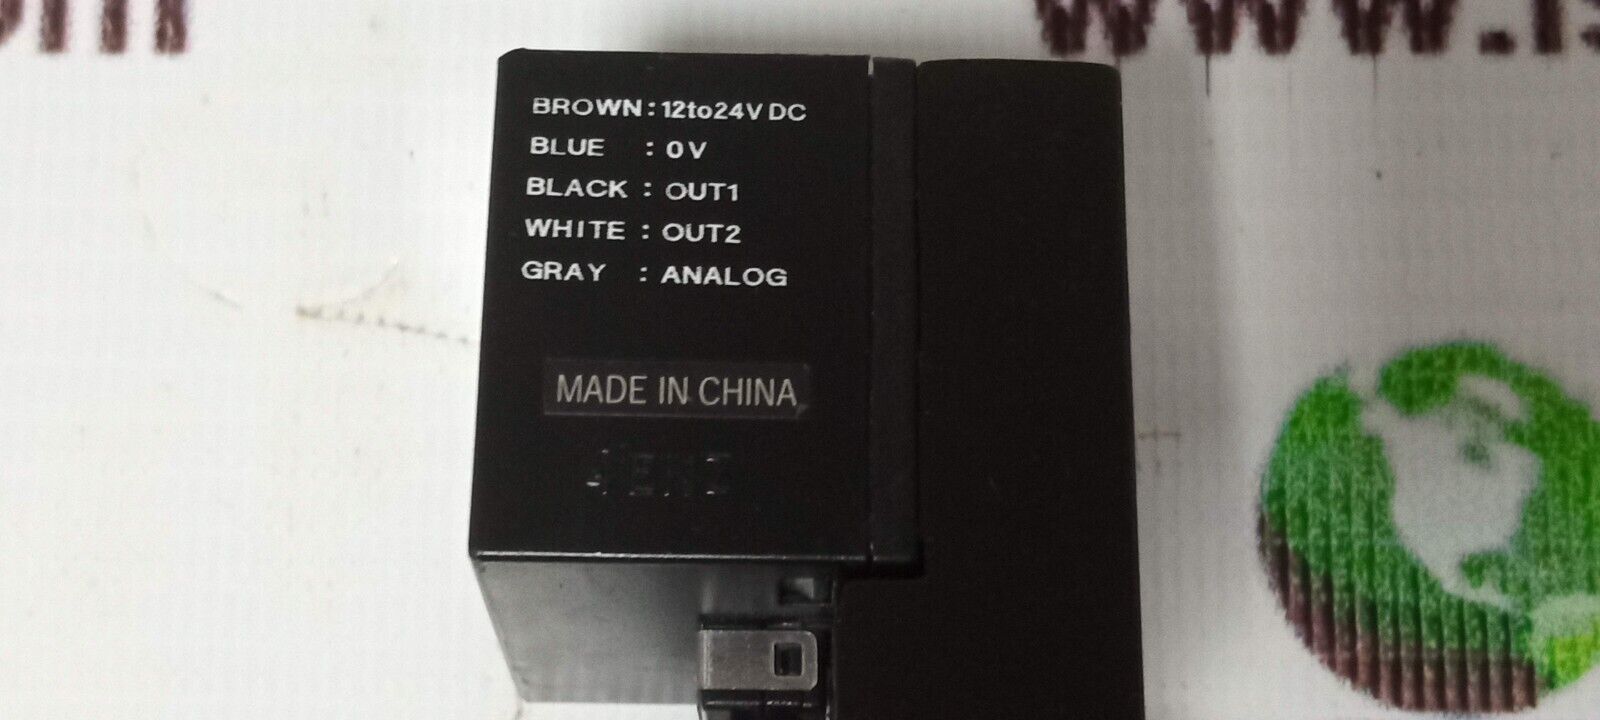 BROWN:12to24V DC
BLUE : 0V
BLACK : OUT1
WHITE : OUT2
GRAY : ANALOG
MADE IN CHINA